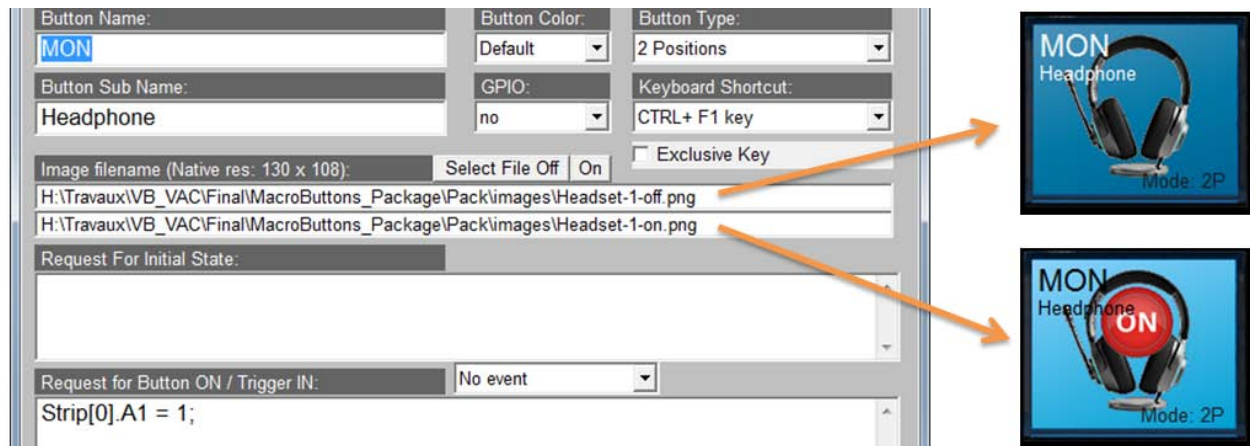 Button Name:
Button Color:
Button Type:
MON
Default
2 Positions
Button Sub Name:
GPIO:
Keyboard Shortcut:
Headphone
no
CTRL+ F1 key
Exclusive Key
Image filename (Native res: 130 x 108):
Select File Off
On
H:\Travaux\VB_VAC\Final\MacroButtons_Package\Pack\images\Headset-1-off.png
H:\Travaux\VB_VAC\Final\MacroButtons_Package\Pack\images\Headset-1-on.png
Request For Initial State:
Request for Button ON / Trigger IN:
No event
Strip[0].A1 = 1;
MON
Headphone
Mode: 2P
MON
Headphone
ON
Mode: 2P